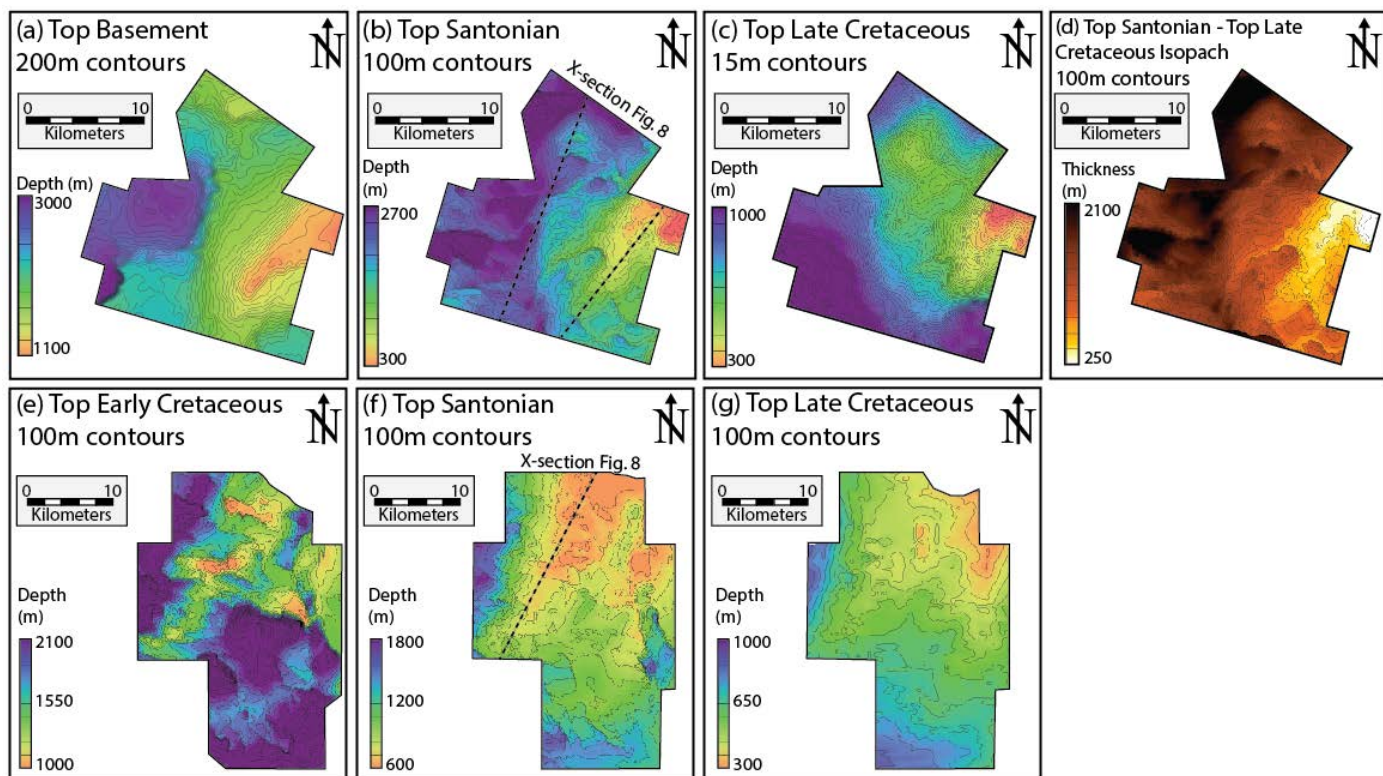 (a) Top Basement
200m contours
N
0 10
Kilometers
Depth (m)
3000
1100
(b) Top Santonian
100m contours
N
X-section Fig. 8
0 10
Kilometers
Depth
(m)
2700
300
(c) Top Late Cretaceous
15m contours
N
0 10
Kilometers
Depth
(m)
1000
300
(d) Top Santonian - Top Late
Cretaceous Isopach
100m contours
N
0 10
Kilometers
Thickness
(m)
2100
250
(e) Top Early Cretaceous
100m contours
N
0 10
Kilometers
Depth
(m)
2100
1550
1000
(f) Top Santonian
100m contours
N
X-section Fig. 8
0 10
Kilometers
Depth
(m)
1800
1200
600
(g) Top Late Cretaceous
100m contours
N
0 10
Kilometers
Depth
(m)
1000
650
300